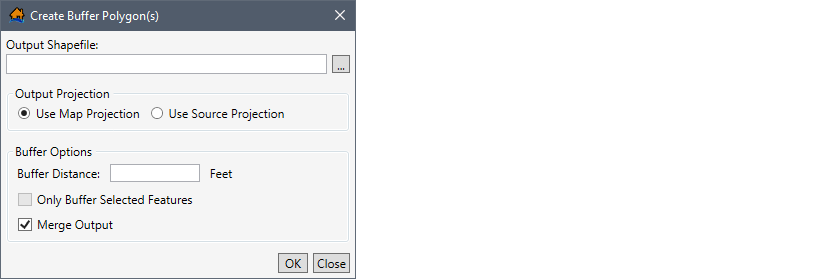 Create Buffer Polygon(s)
Output Shapefile:
...
Output Projection
Use Map Projection Use Source Projection
Buffer Options
Buffer Distance: Feet
Only Buffer Selected Features
Merge Output
OK Close